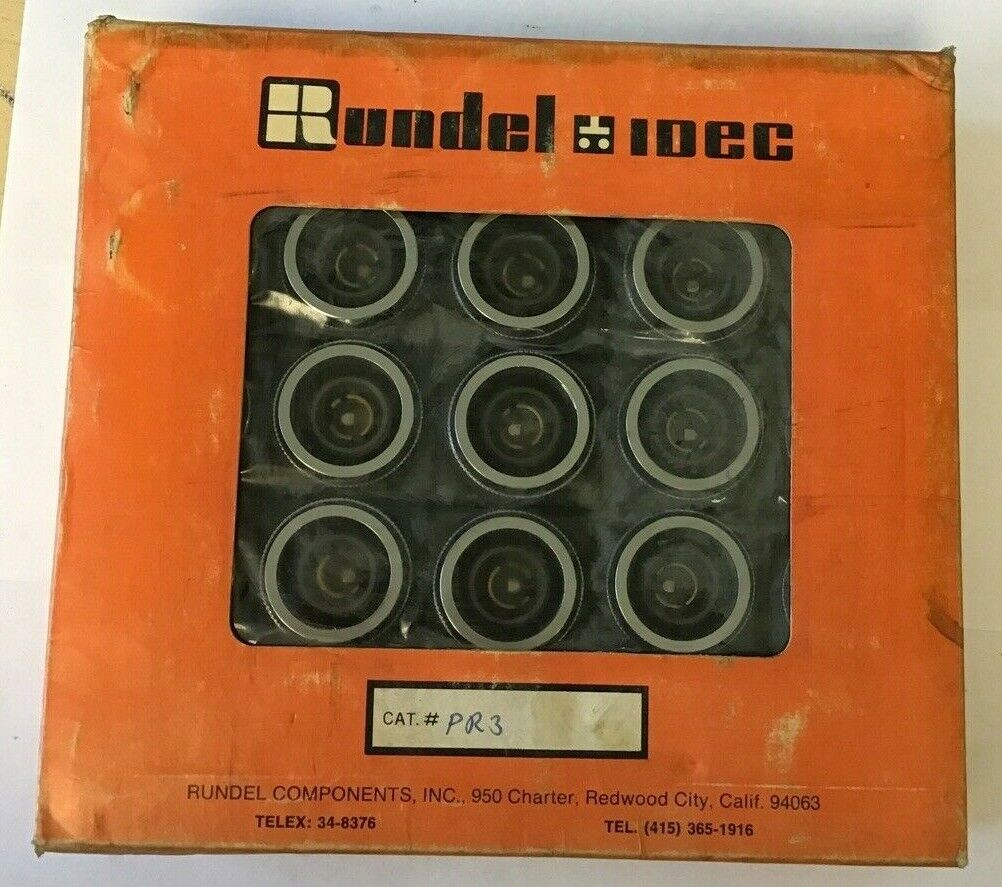 Rundel IDEC
CAT. # PR3
RUNDEL COMPONENTS, INC., 950 Charter, Redwood City, Calif. 94063
TELEX: 34-8376 TEL. (415) 365-1916